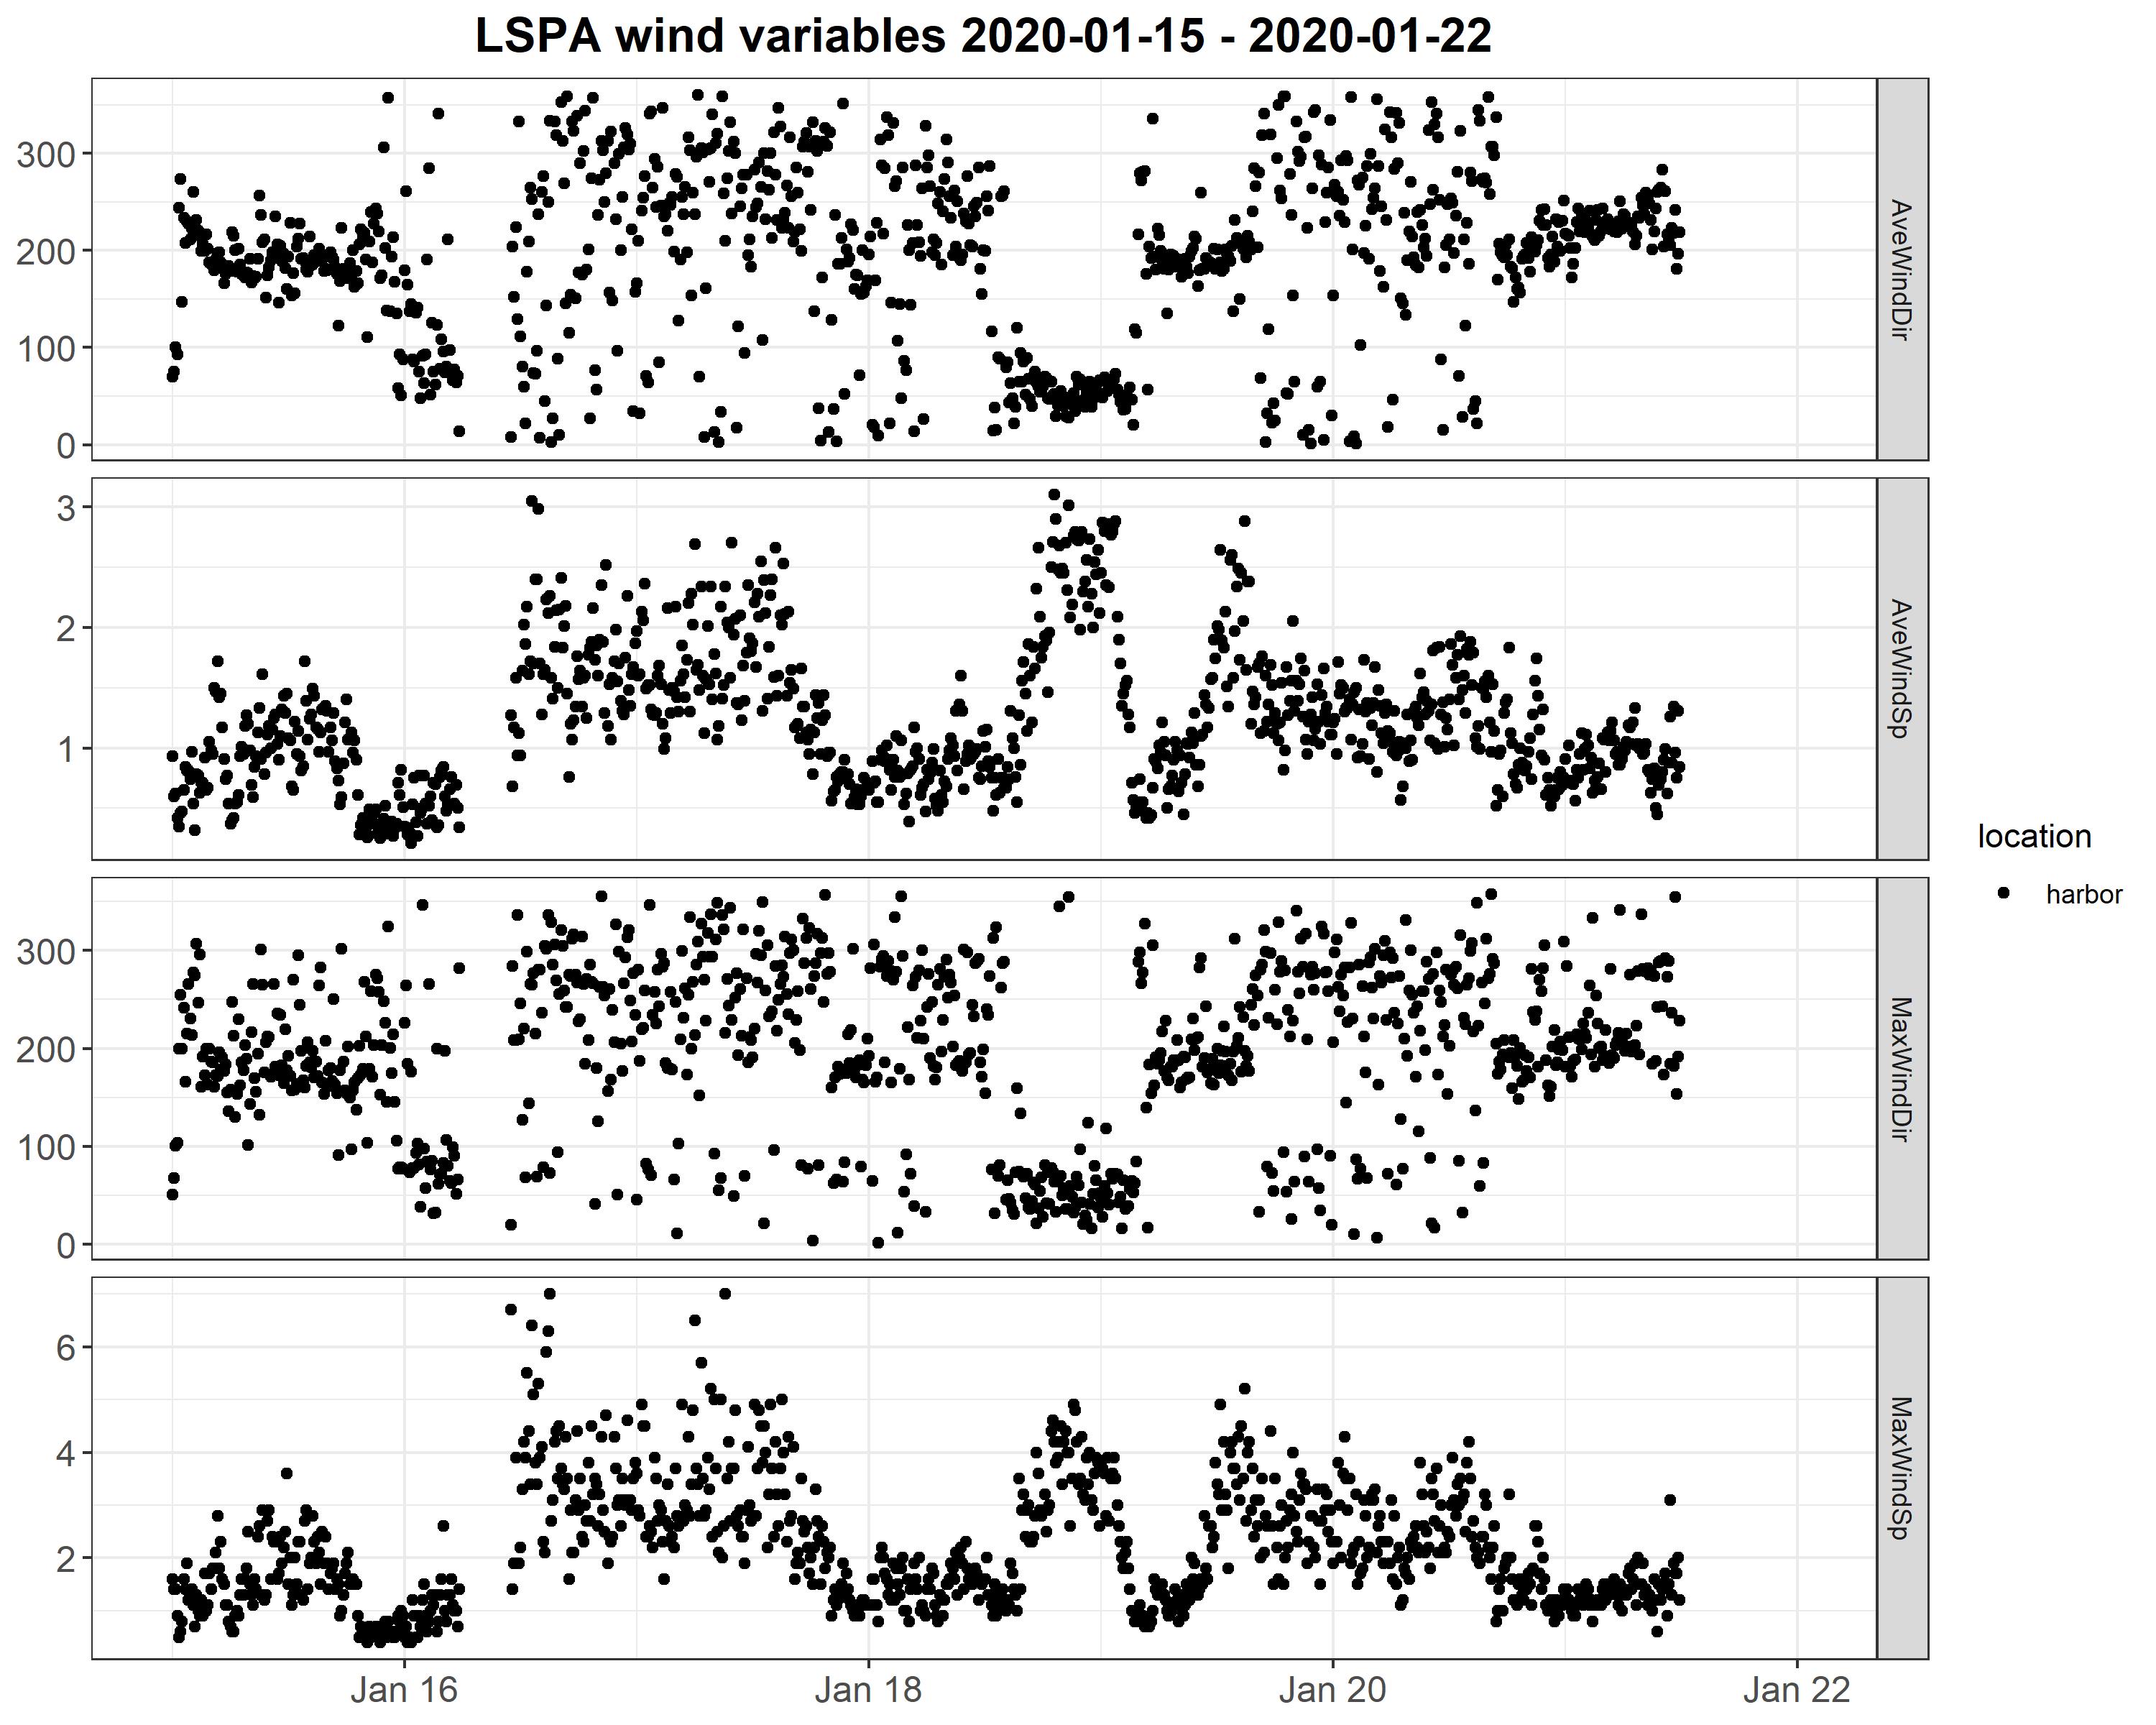 LSPA wind variables 2020-01-15 - 2020-01-22
300
200
100
0
AveWindDir
3
2
1
AveWindSp
300
200
100
0
MaxWindDir
6
4
2
MaxWindSp
Jan 16
Jan 18
Jan 20
Jan 22
location
harbor